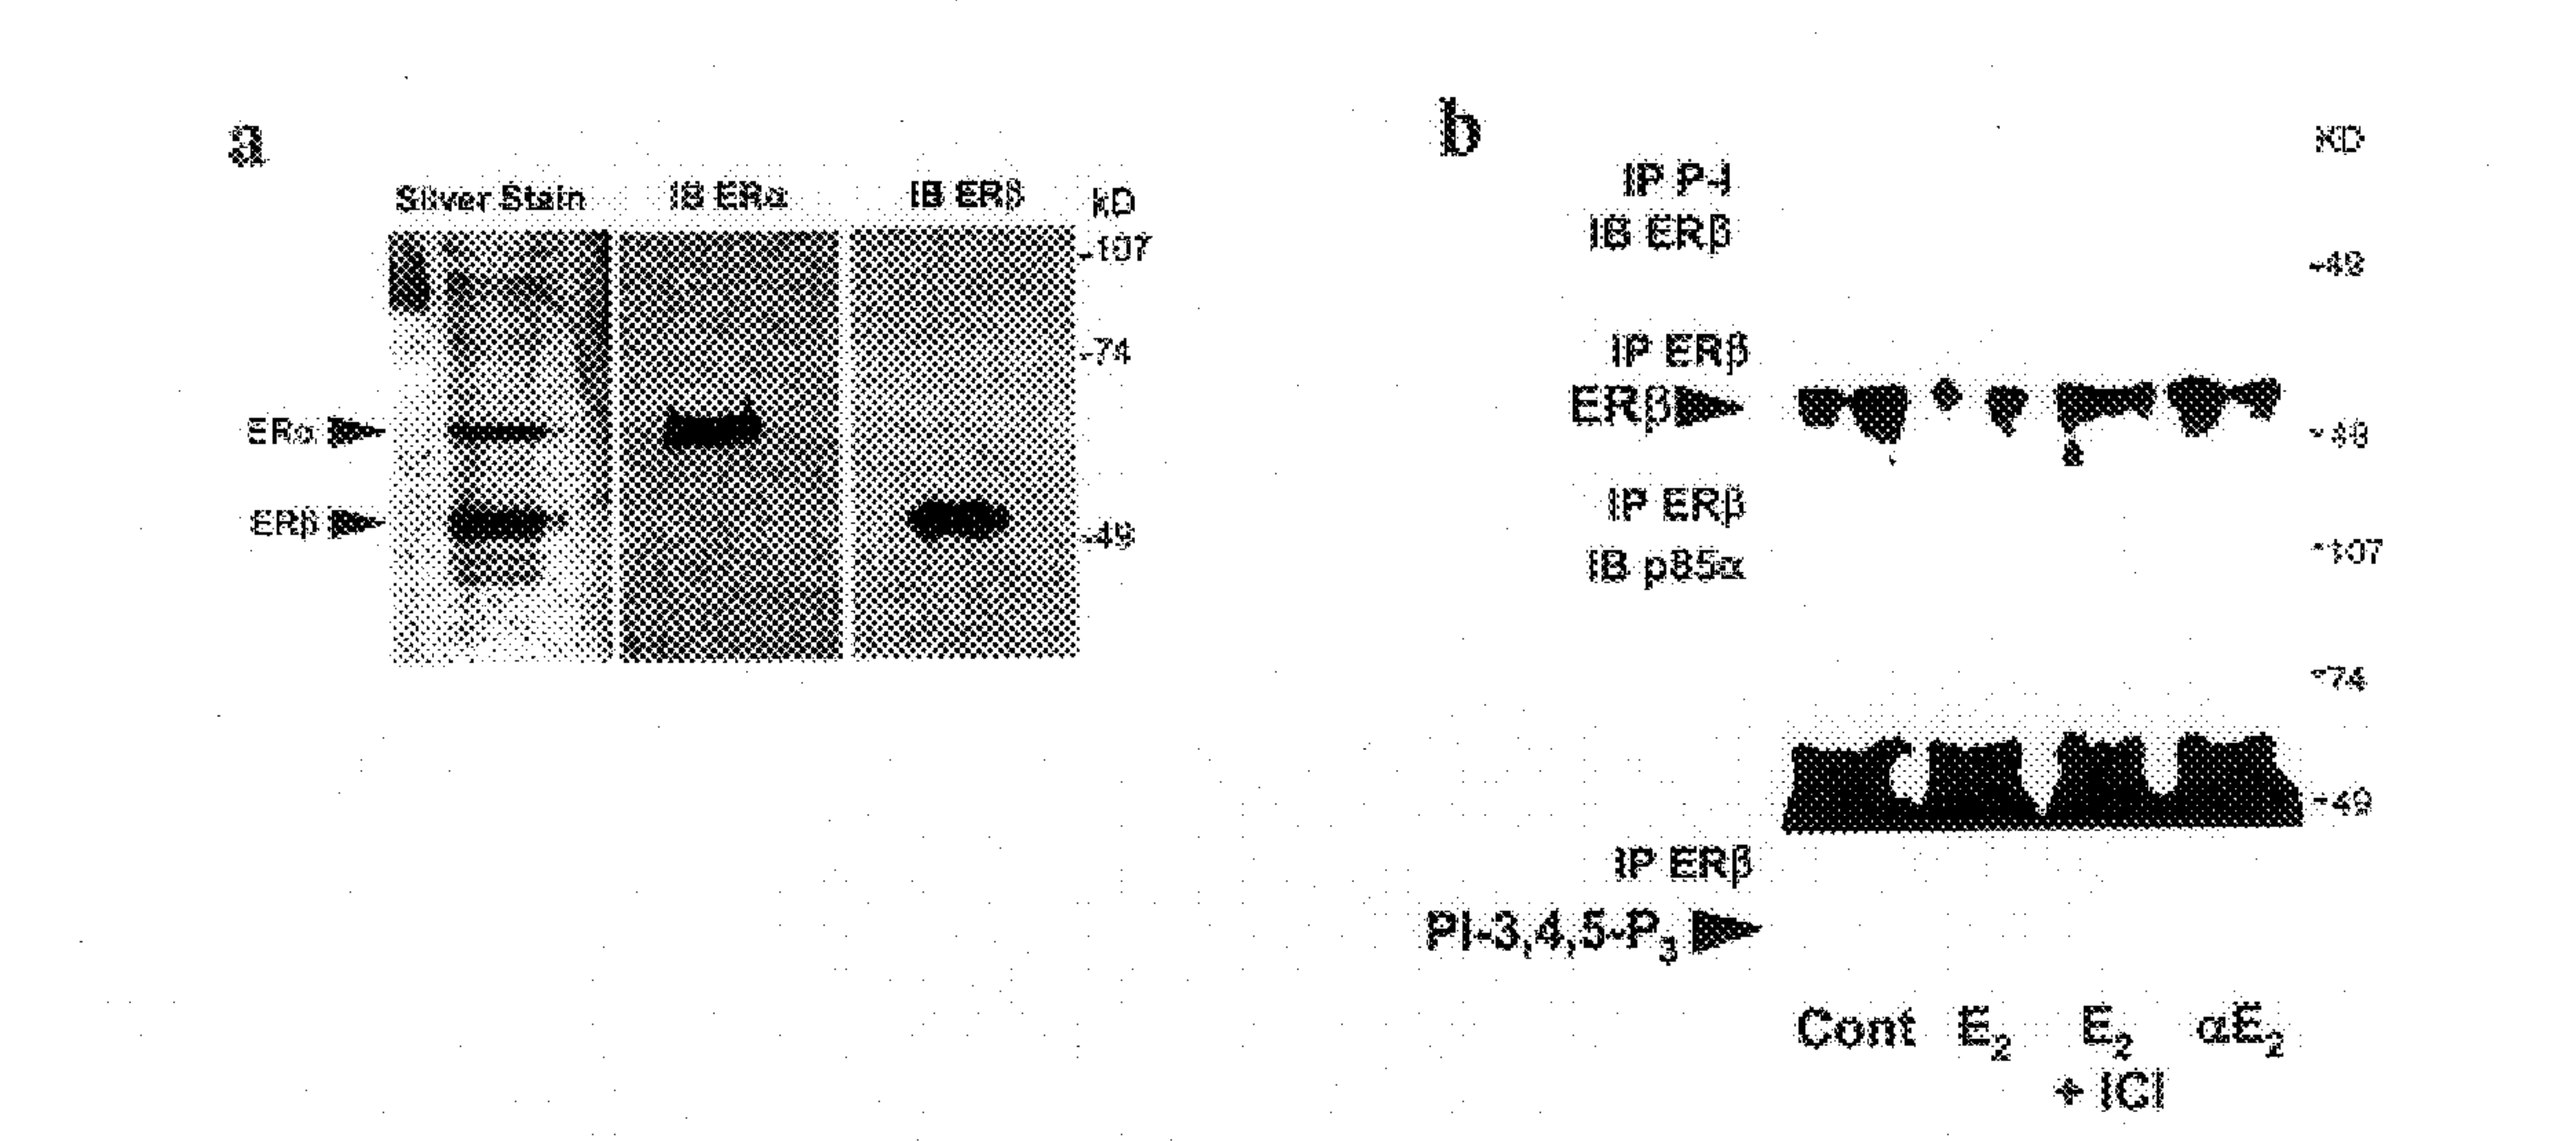 a
Silver Stain
IB ERα
IB ERβ
kD
-107
-74
ERα
ERβ
-49
b
KD
IP P-I
IB ERβ
-49
IP ERβ
ERβ
-49
IP ERβ
IB p85α
-107
-74
-49
IP ERβ
PI-3,4,5-P₃
Cont E₂ E₂ αE₂
+ ICI